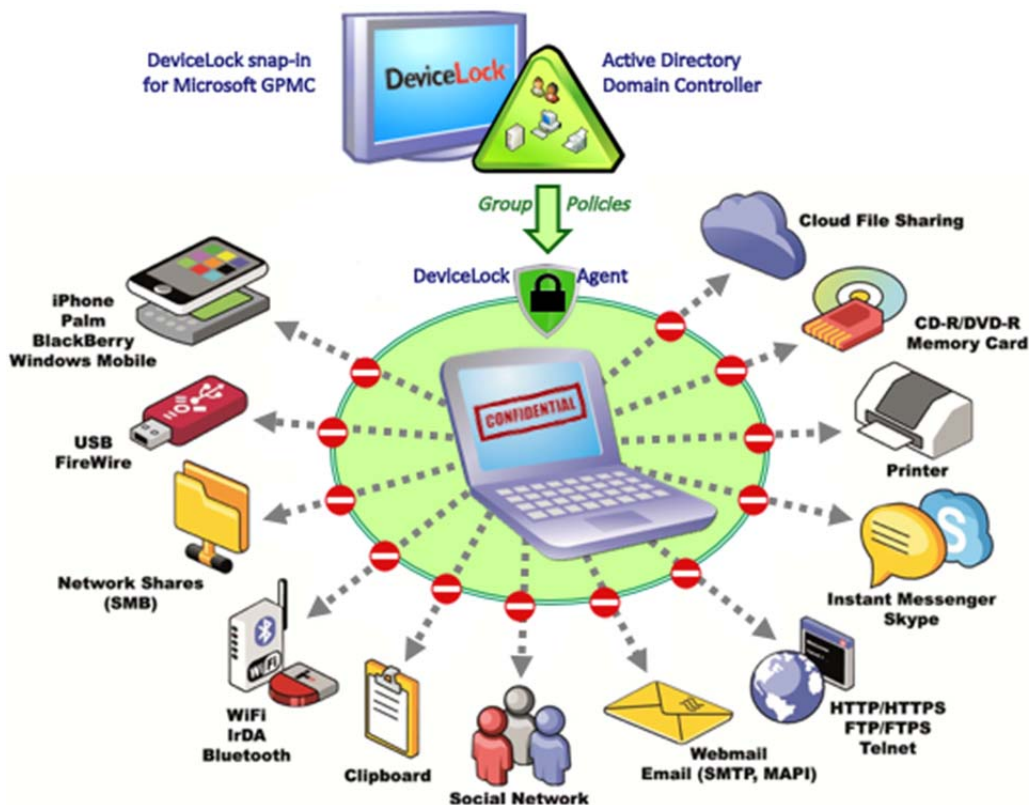 DeviceLock snap-in
for Microsoft GPMC
DeviceLock
Active Directory
Domain Controller
Group Policies
DeviceLock Agent
Cloud File Sharing
iPhone
Palm
BlackBerry
Windows Mobile
CD-R/DVD-R
Memory Card
CONFIDENTIAL
USB
FireWire
Printer
Network Shares
(SMB)
S
Instant Messenger
Skype
WiFi
WiFi
IrDA
Bluetooth
Clipboard
Social Network
Webmail
Email (SMTP, MAPI)
HTTP/HTTPS
FTP/FTPS
Telnet